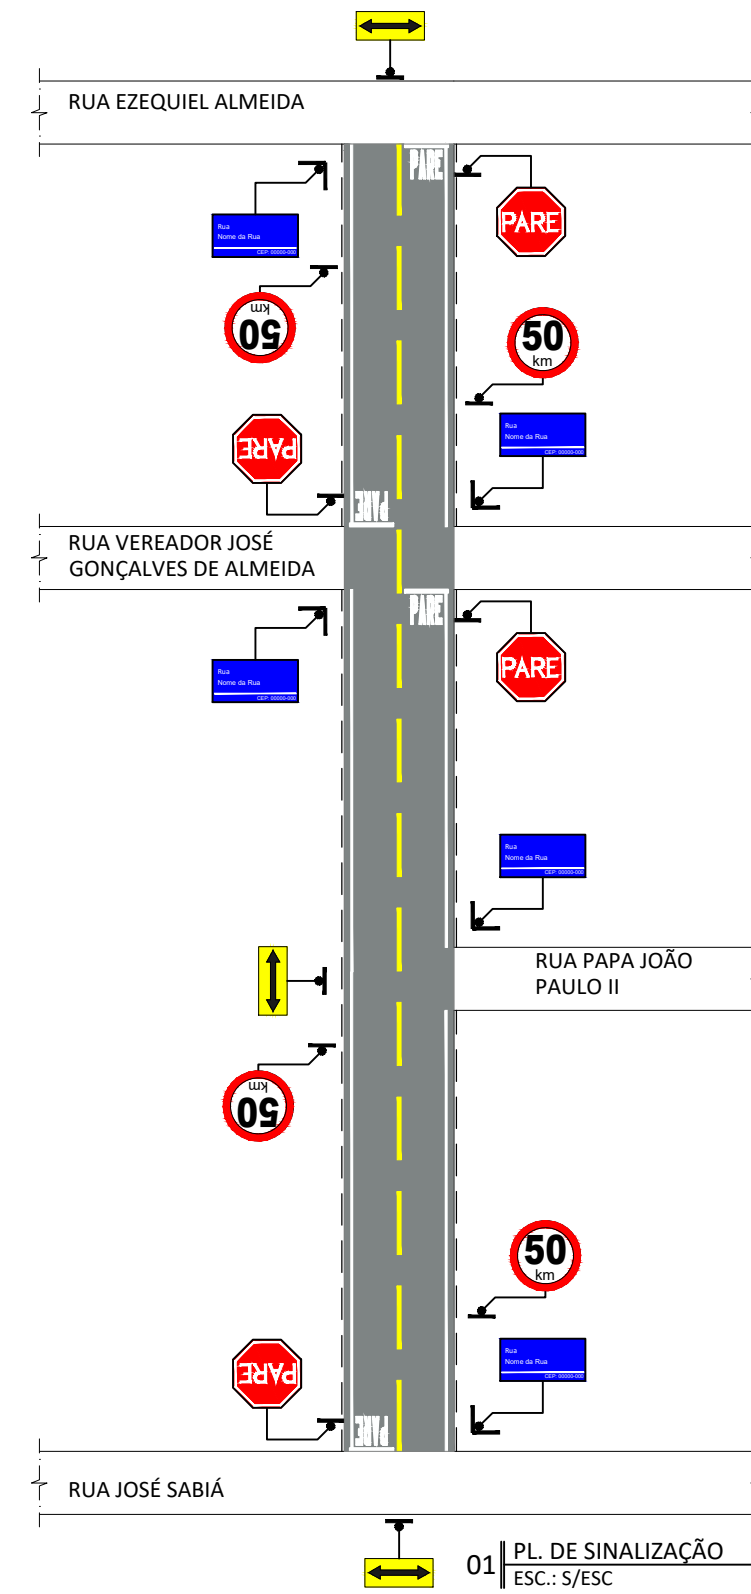 RUA EZEQUIEL ALMEIDA
PARE
PARE
Rua
Nome da Rua
CEP: 00000-000
50
km
50
km
Rua
Nome da Rua
CEP: 00000-000
PARE
PARE
RUA VEREADOR JOSÉ
GONÇALVES DE ALMEIDA
PARE
PARE
Rua
Nome da Rua
CEP: 00000-000
Rua
Nome da Rua
CEP: 00000-000
RUA PAPA JOÃO
PAULO II
50
km
50
km
Rua
Nome da Rua
CEP: 00000-000
PARE
PARE
RUA JOSÉ SABIÁ
01
PL. DE SINALIZAÇÃO
ESC.: S/ESC